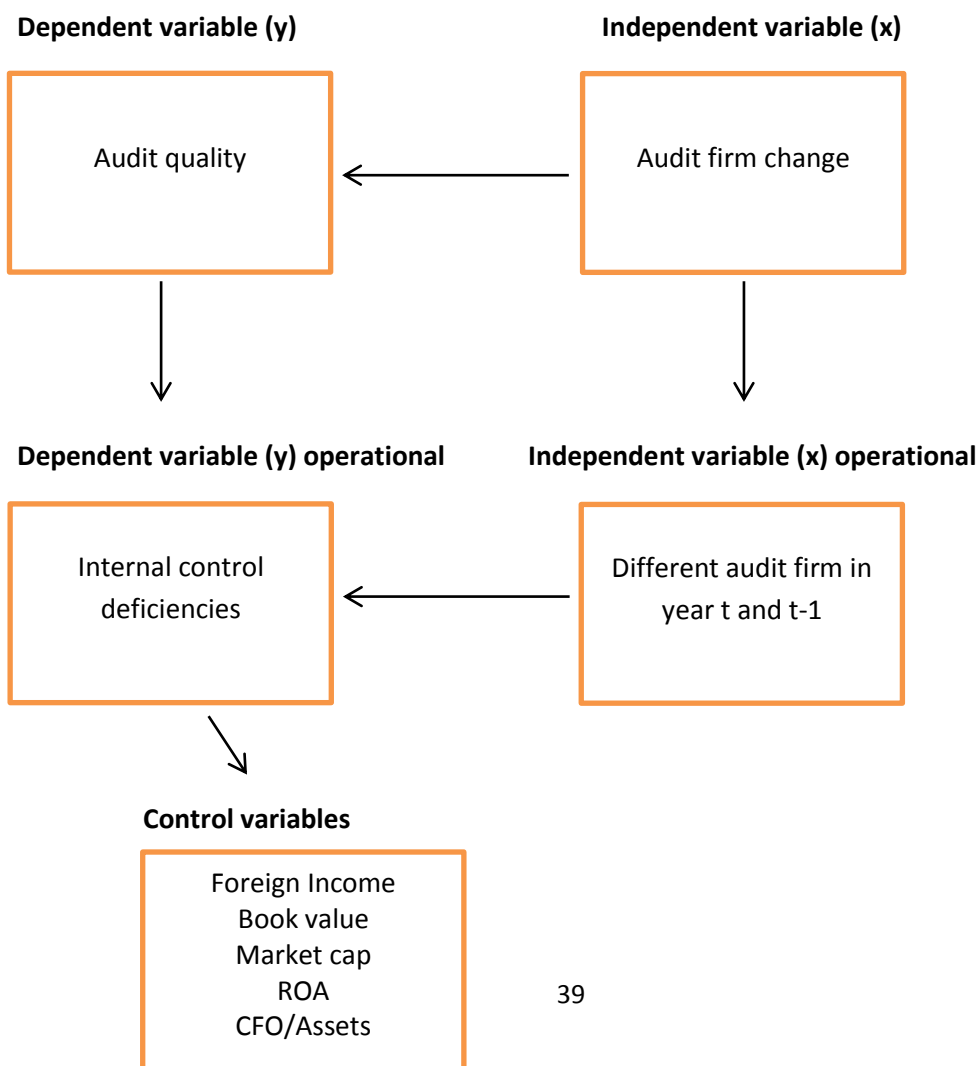 Dependent variable (y)
Independent variable (x)
Audit quality
Audit firm change
Dependent variable (y) operational
Independent variable (x) operational
Internal control
deficiencies
Different audit firm in
year t and t-1
Control variables
Foreign Income
Book value
Market cap
ROA
CFO/Assets
39